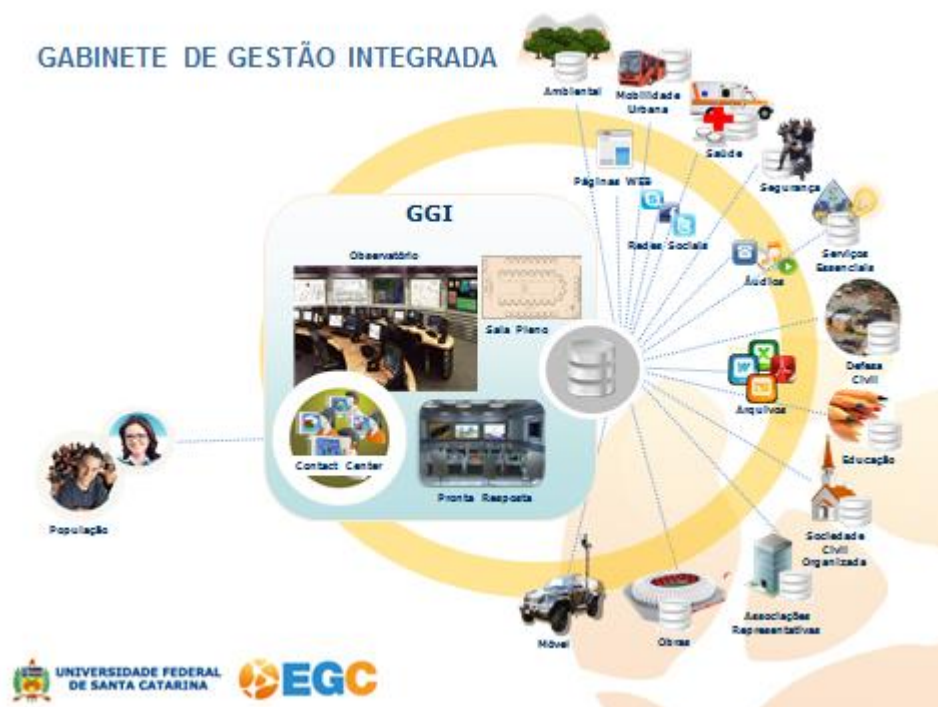 GABINETE DE GESTÃO INTEGRADA
Ambiental
Mobilidade
Urbana
Saúde
Páginas WEB
Segurança
GGI
Redes Sociais
Serviços
Essenciais
Observatório
Áudios
Sala Pleno
Defesa
Civil
W
X
Arquivos
Educação
Contact Center
Pronta Resposta
População
Sociedade
Civil
Organizada
Associações
Representativas
Móvel
Obras
UNIVERSIDADE FEDERAL
DE SANTA CATARINA
EGC